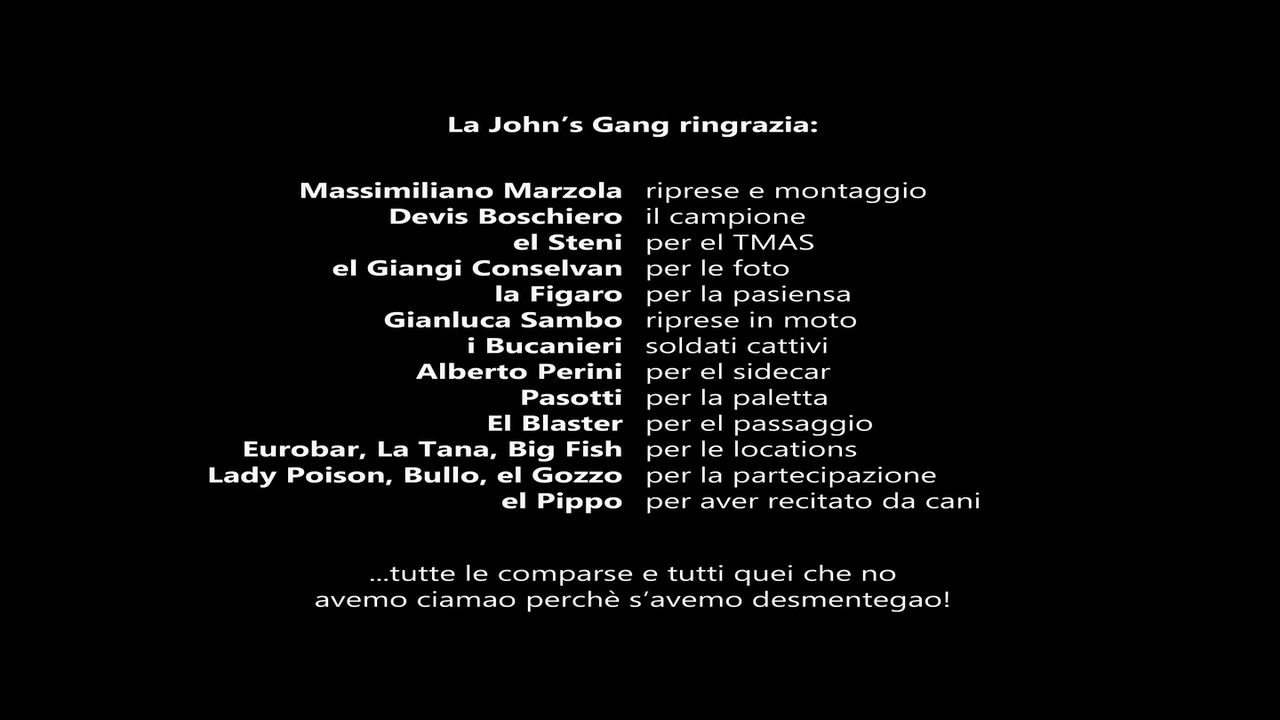 La John’s Gang ringrazia:
Massimiliano Marzola riprese e montaggio
Devis Boschiero il campione
el Steni per el TMAS
el Giangi Conselvan per le foto
la Figaro per la pasiensa
Gianluca Sambo riprese in moto
i Bucanieri soldati cattivi
Alberto Perini per el sidecar
Pasotti per la paletta
El Blaster per el passaggio
Eurobar, La Tana, Big Fish per le locations
Lady Poison, Bullo, el Gozzo per la partecipazione
el Pippo per aver recitato da cani
...tutte le comparse e tutti quei che no
avemo ciamao perchè s’avemo desmentegao!